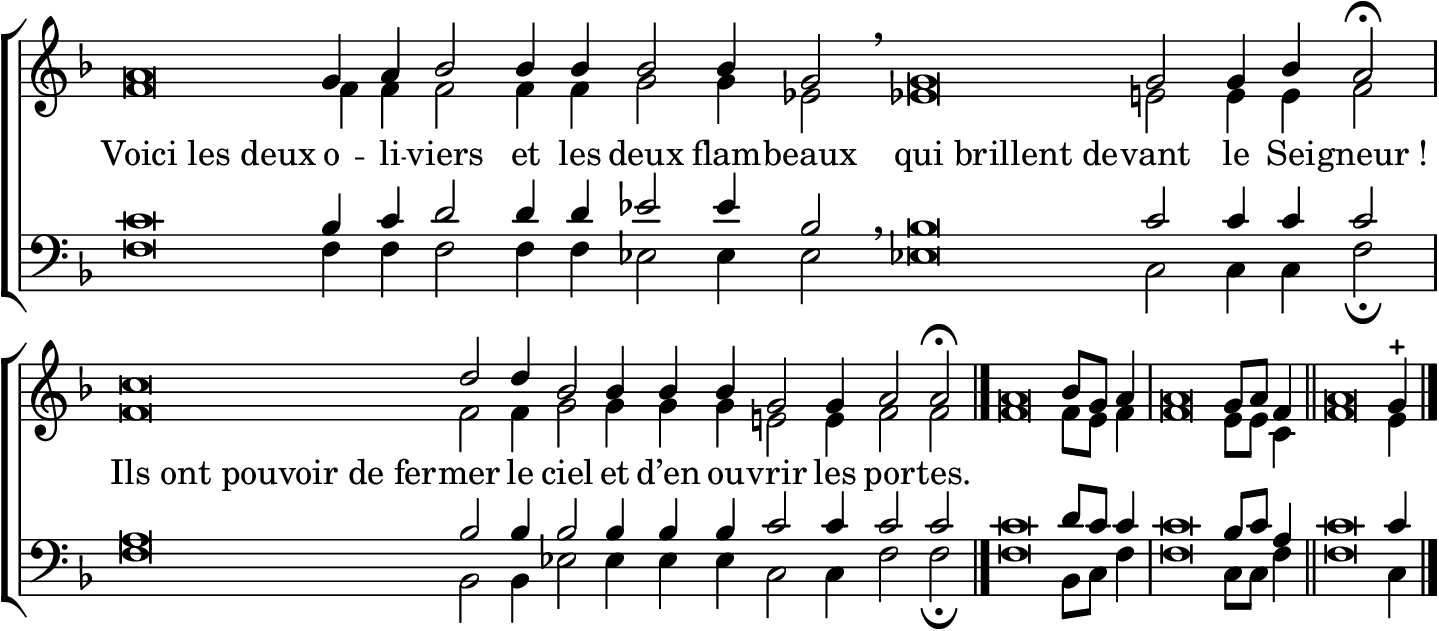 Voici les deux o – li–viers et les deux flambeaux qui brillent devant le Seigneur !
Ils ont pouvoir de fermer le ciel et d’en ouvrir les portes.